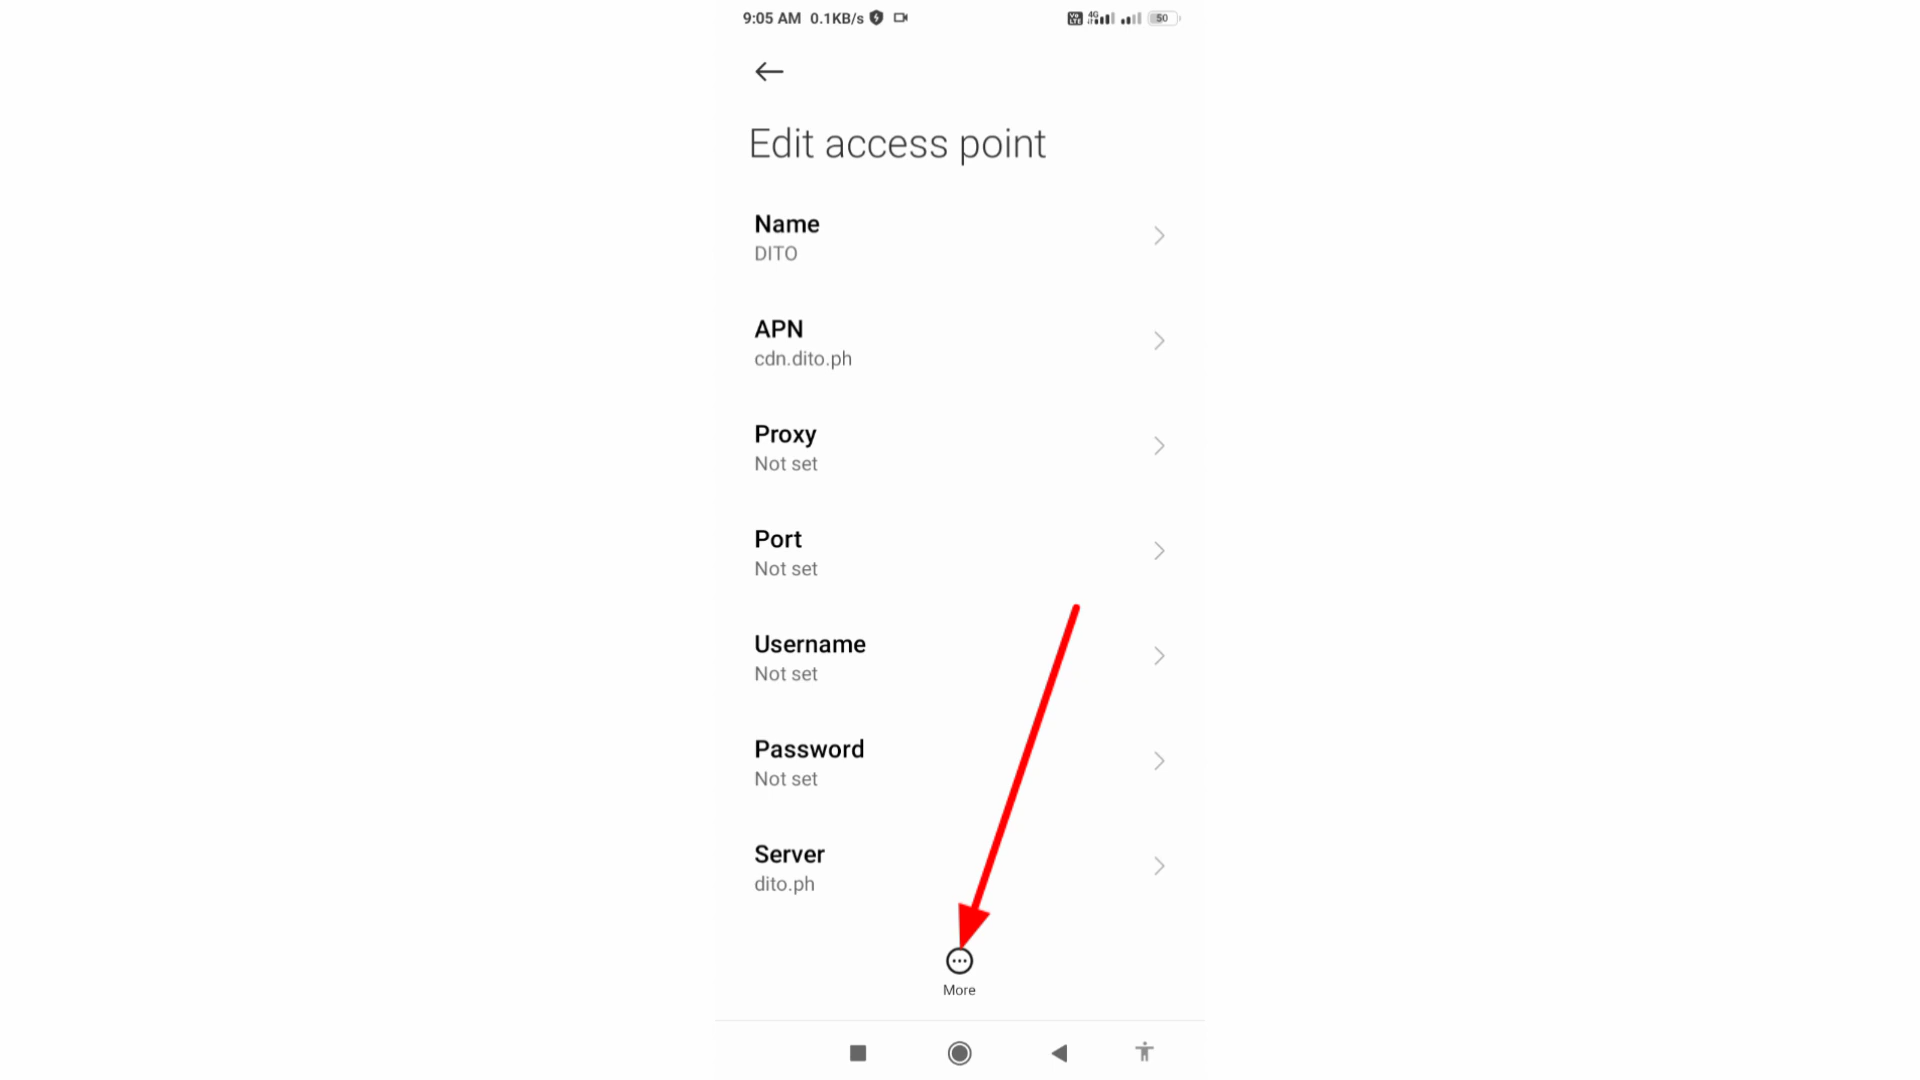 9:05 AM 0.1KB/s 4G 50
Edit access point
Name
DITO
APN
cdn.dito.ph
Proxy
Not set
Port
Not set
Username
Not set
Password
Not set
Server
dito.ph
More